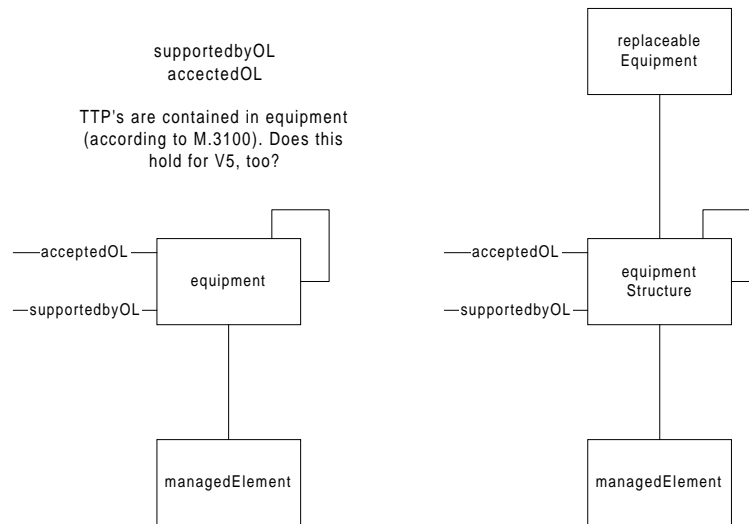 supportedbyOL
accectedOL
TTP's are contained in equipment
(according to M.3100). Does this
hold for V5, too?
acceptedOL
equipment
supportedbyOL
managedElement
replaceable
Equipment
acceptedOL
equipment
Structure
supportedbyOL
managedElement